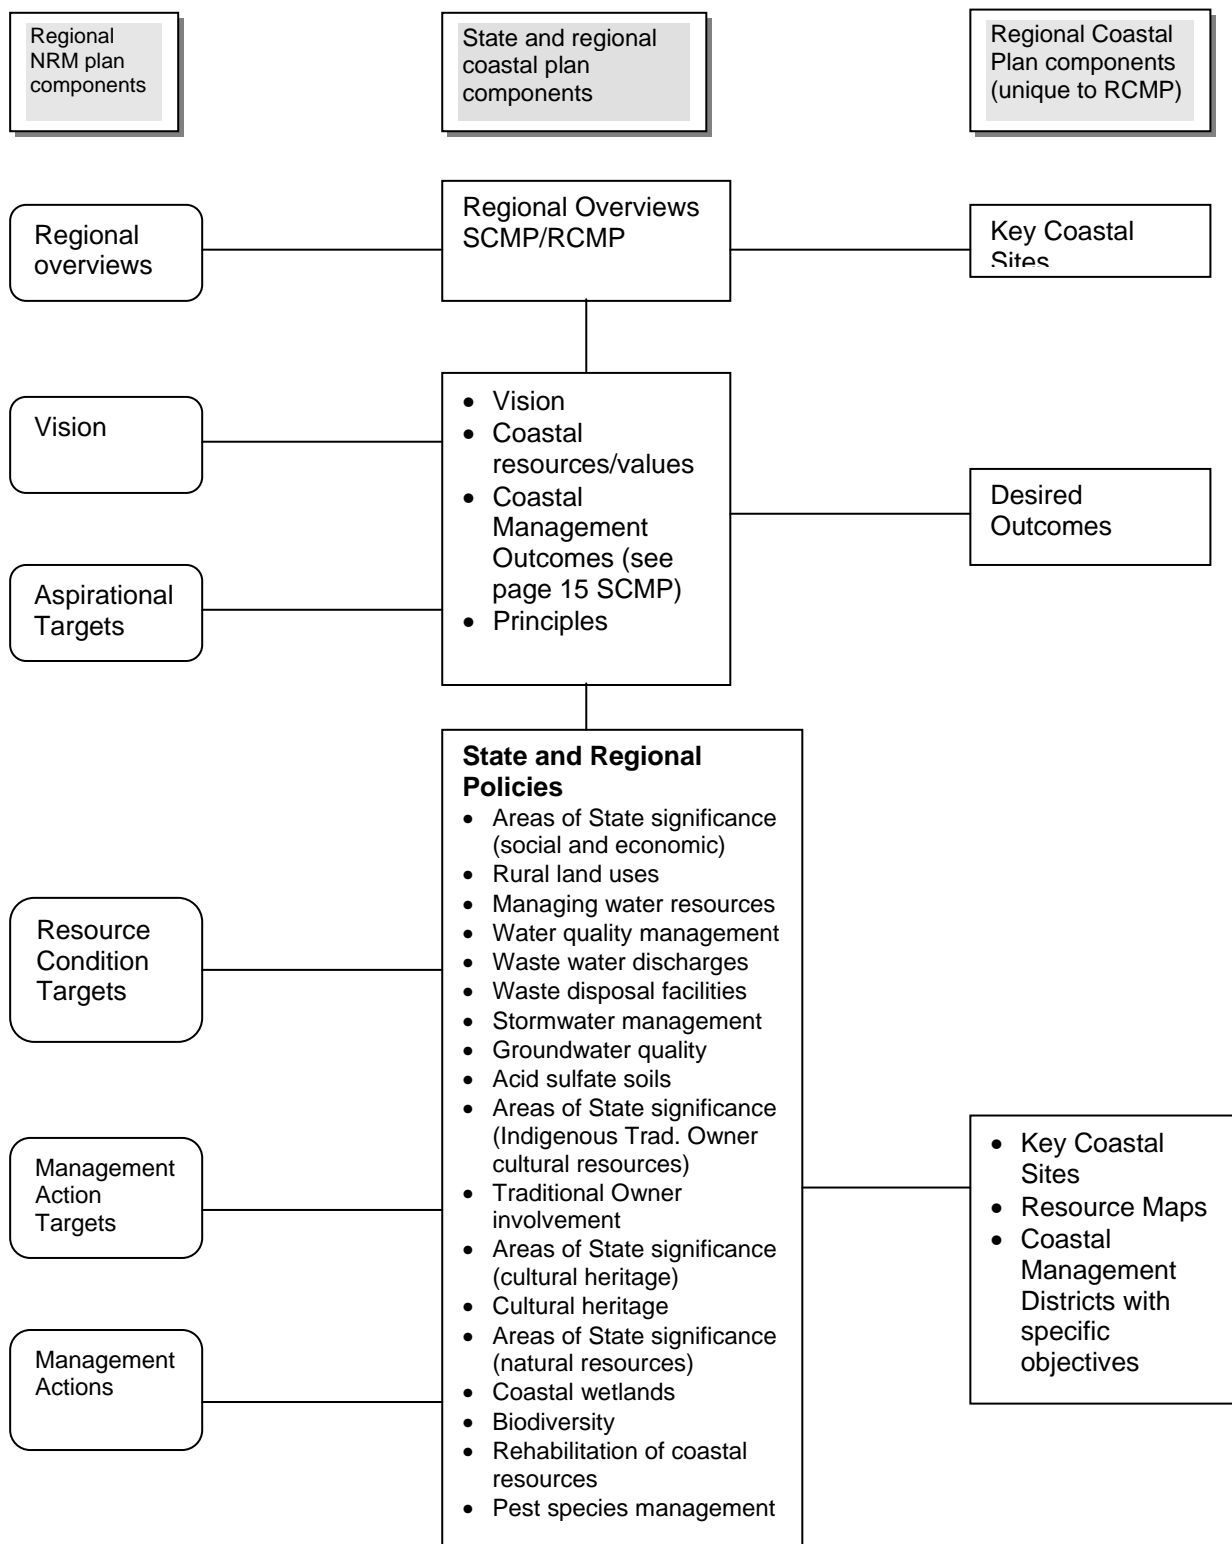 Regional
NRM plan
components
State and regional
coastal plan
components
Regional Coastal
Plan components
(unique to RCMP)
Regional
overviews
Regional Overviews
SCMP/RCMP
Key Coastal
Sites
Vision
• Vision
• Coastal
resources/values
• Coastal
Management
Outcomes (see
page 15 SCMP)
• Principles
Desired
Outcomes
Aspirational
Targets
State and Regional
Policies
• Areas of State significance
(social and economic)
• Rural land uses
• Managing water resources
• Water quality management
• Waste water discharges
• Waste disposal facilities
• Stormwater management
• Groundwater quality
• Acid sulfate soils
• Areas of State significance
(Indigenous Trad. Owner
cultural resources)
• Traditional Owner
involvement
• Areas of State significance
(cultural heritage)
• Cultural heritage
• Areas of State significance
(natural resources)
• Coastal wetlands
• Biodiversity
• Rehabilitation of coastal
resources
• Pest species management
Resource
Condition
Targets
Management
Action
Targets
Management
Actions
• Key Coastal
Sites
• Resource Maps
• Coastal
Management
Districts with
specific
objectives